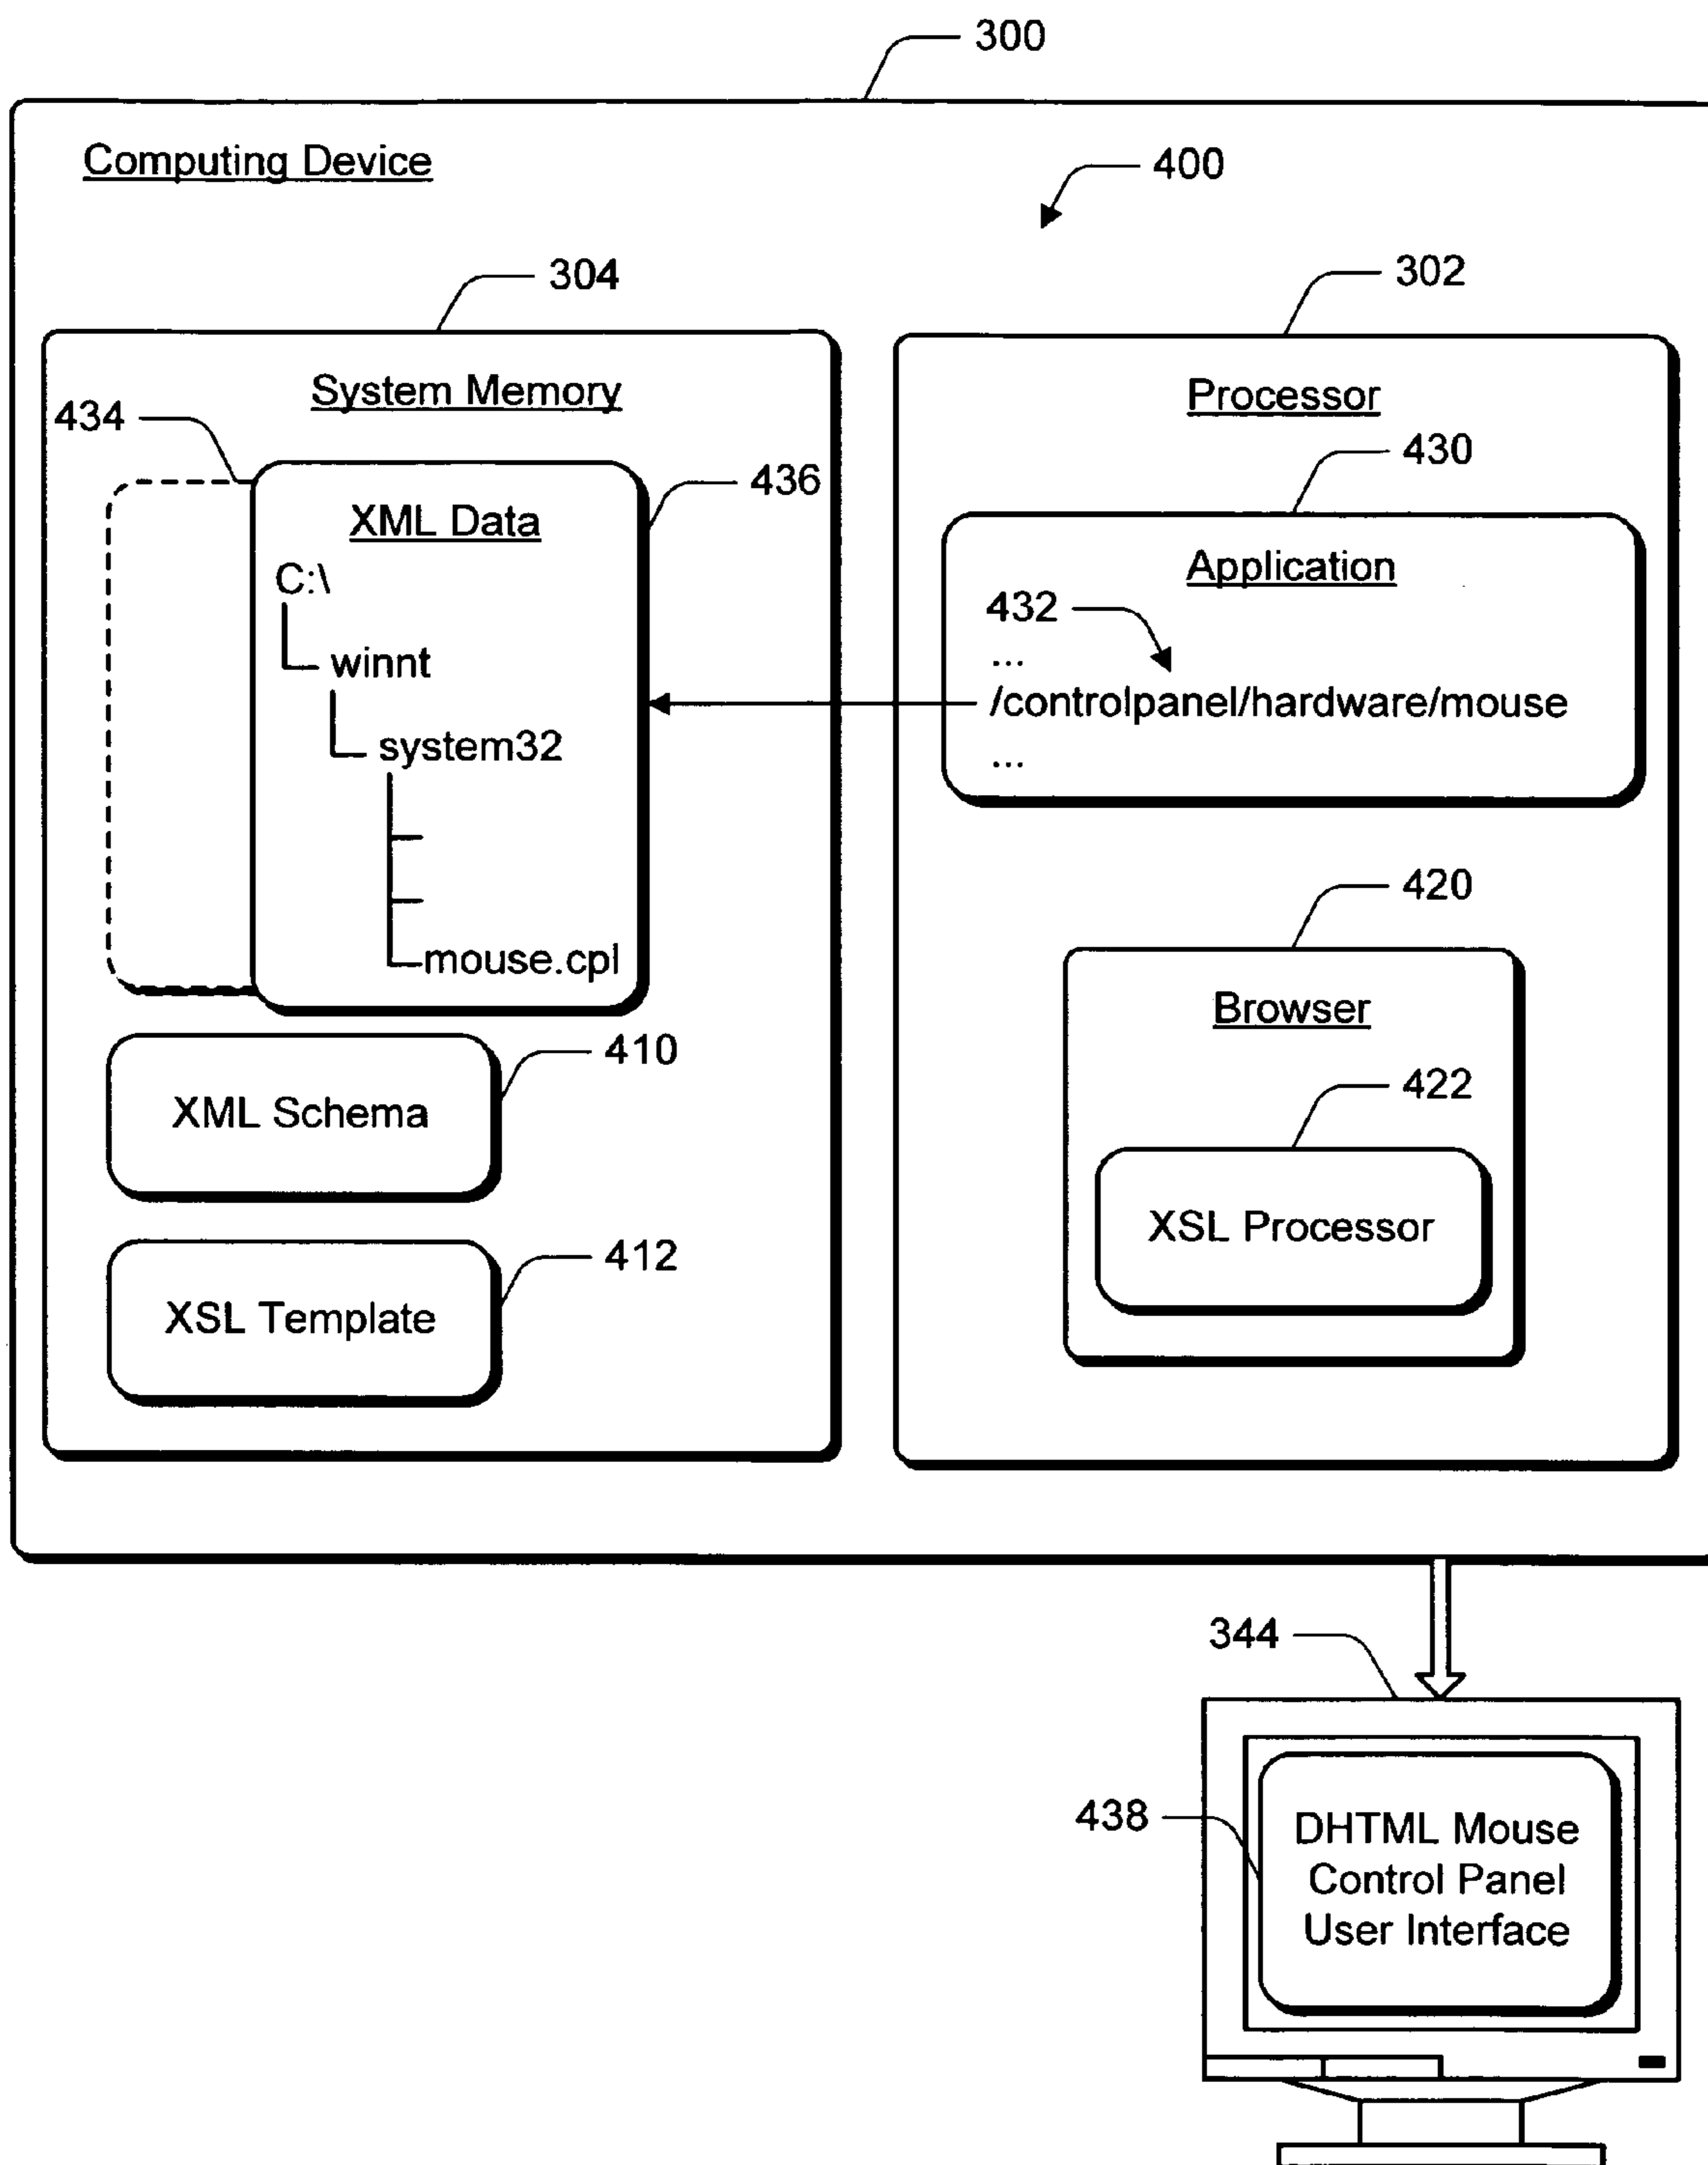 300
Computing Device
400
304
302
System Memory
434
436
XML Data
C:\
winnt
system32
mouse.cpl
410
XML Schema
412
XSL Template
Processor
430
Application
432
...
/controlpanel/hardware/mouse
...
420
Browser
422
XSL Processor
344
438
DHTML Mouse
Control Panel
User Interface